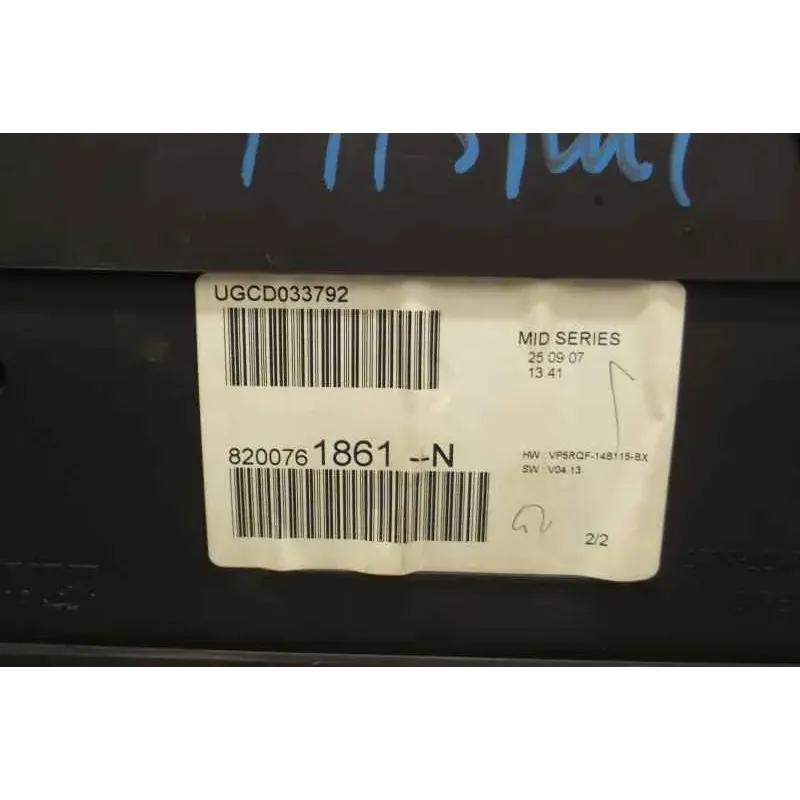 UGCD033792
MID SERIES
25 09 07
13 41
8200761861 --N
HW : VP5RQF-14B115-BX
SW : V04.13
2/2